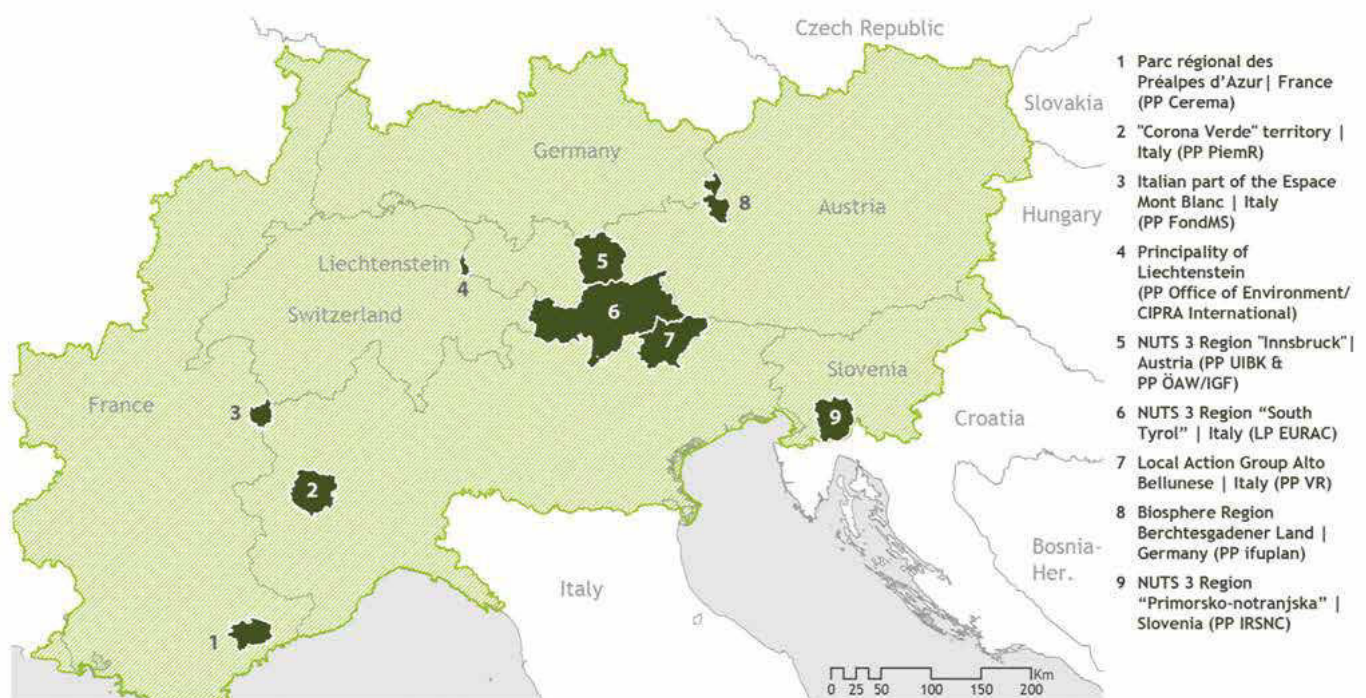 Czech Republic
Slovakia
Germany
8
Austria
Hungary
Liechtenstein
4
5
Switzerland
6
7
Slovenia
France
3
9
Croatia
2
Bosnia-
Her.
Italy
1
Km
0 25 50 100 150 200
1 Parc régional des
Préalpes d'Azur| France
(PP Cerema)
2 "Corona Verde" territory |
Italy (PP PiemR)
3 Italian part of the Espace
Mont Blanc | Italy
(PP FondMS)
4 Principality of
Liechtenstein
(PP Office of Environment/
CIPRA International)
5 NUTS 3 Region "Innsbruck"|
Austria (PP UIBK &
PP ÖAW/IGF)
6 NUTS 3 Region “South
Tyrol” | Italy (LP EURAC)
7 Local Action Group Alto
Bellunese | Italy (PP VR)
8 Biosphere Region
Berchtesgadener Land |
Germany (PP ifuplan)
9 NUTS 3 Region
“Primorsko-notranjska” |
Slovenia (PP IRSNC)